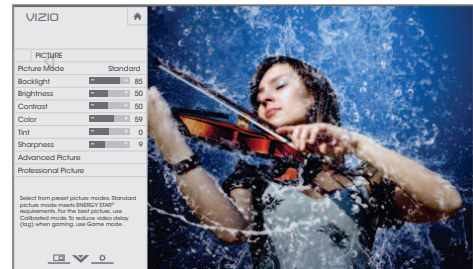 VIZIO
PICTURE
Picture Mode Standard
Backlight 85
Brightness 50
Contrast 50
Color 59
Tint 0
Sharpness 9
Advanced Picture
Professional Picture
Select from preset picture modes. Standard
picture mode meets ENERGY STAR®
requirements. For the best picture, use
Calibrated mode. To reduce video delay
(lag) when gaming, use Game mode.